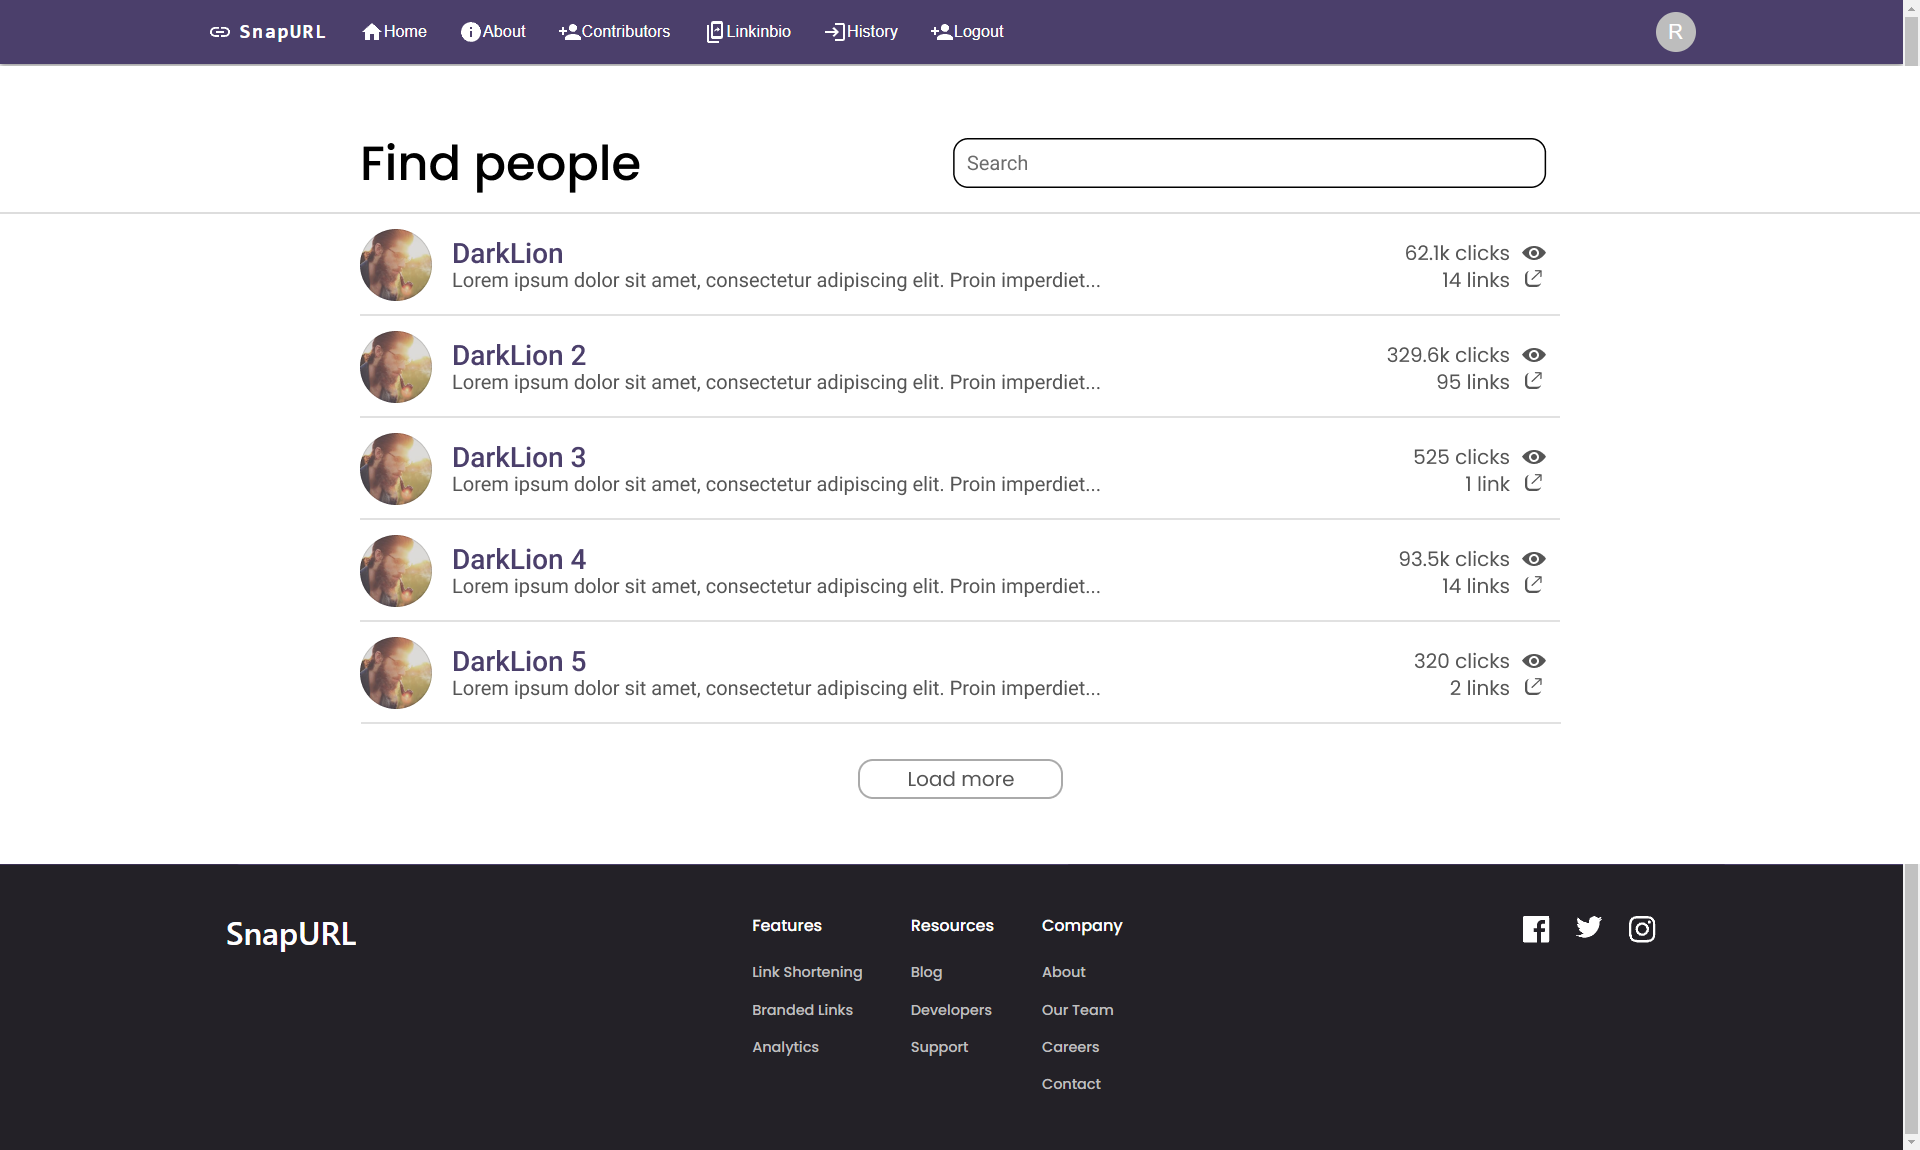 SnapURL Home About Contributors Linkinbio History Logout R
Find people Search
DarkLion 62.1k clicks
Lorem ipsum dolor sit amet, consectetur adipiscing elit. Proin imperdiet... 14 links
DarkLion 2 329.6k clicks
Lorem ipsum dolor sit amet, consectetur adipiscing elit. Proin imperdiet... 95 links
DarkLion 3 525 clicks
Lorem ipsum dolor sit amet, consectetur adipiscing elit. Proin imperdiet... 1 link
DarkLion 4 93.5k clicks
Lorem ipsum dolor sit amet, consectetur adipiscing elit. Proin imperdiet... 14 links
DarkLion 5 320 clicks
Lorem ipsum dolor sit amet, consectetur adipiscing elit. Proin imperdiet... 2 links
Load more
SnapURL
Features
Link Shortening
Branded Links
Analytics
Resources
Blog
Developers
Support
Company
About
Our Team
Careers
Contact